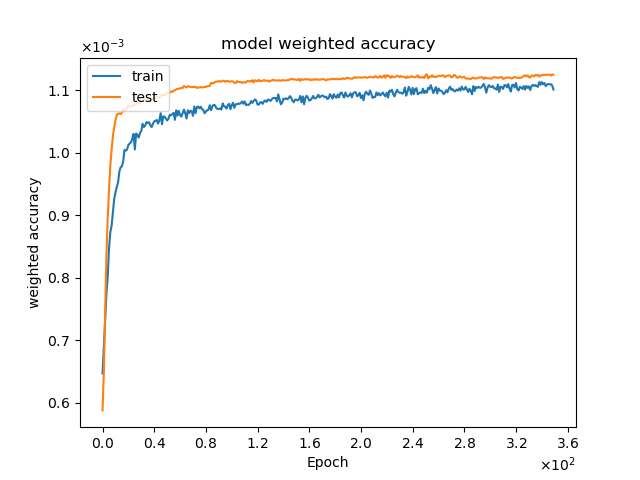 ×10⁻³
model weighted accuracy
train
test
1.1
1.0
0.9
0.8
0.7
0.6
weighted accuracy
0.0 0.4 0.8 1.2 1.6 2.0 2.4 2.8 3.2 3.6
Epoch
×10²